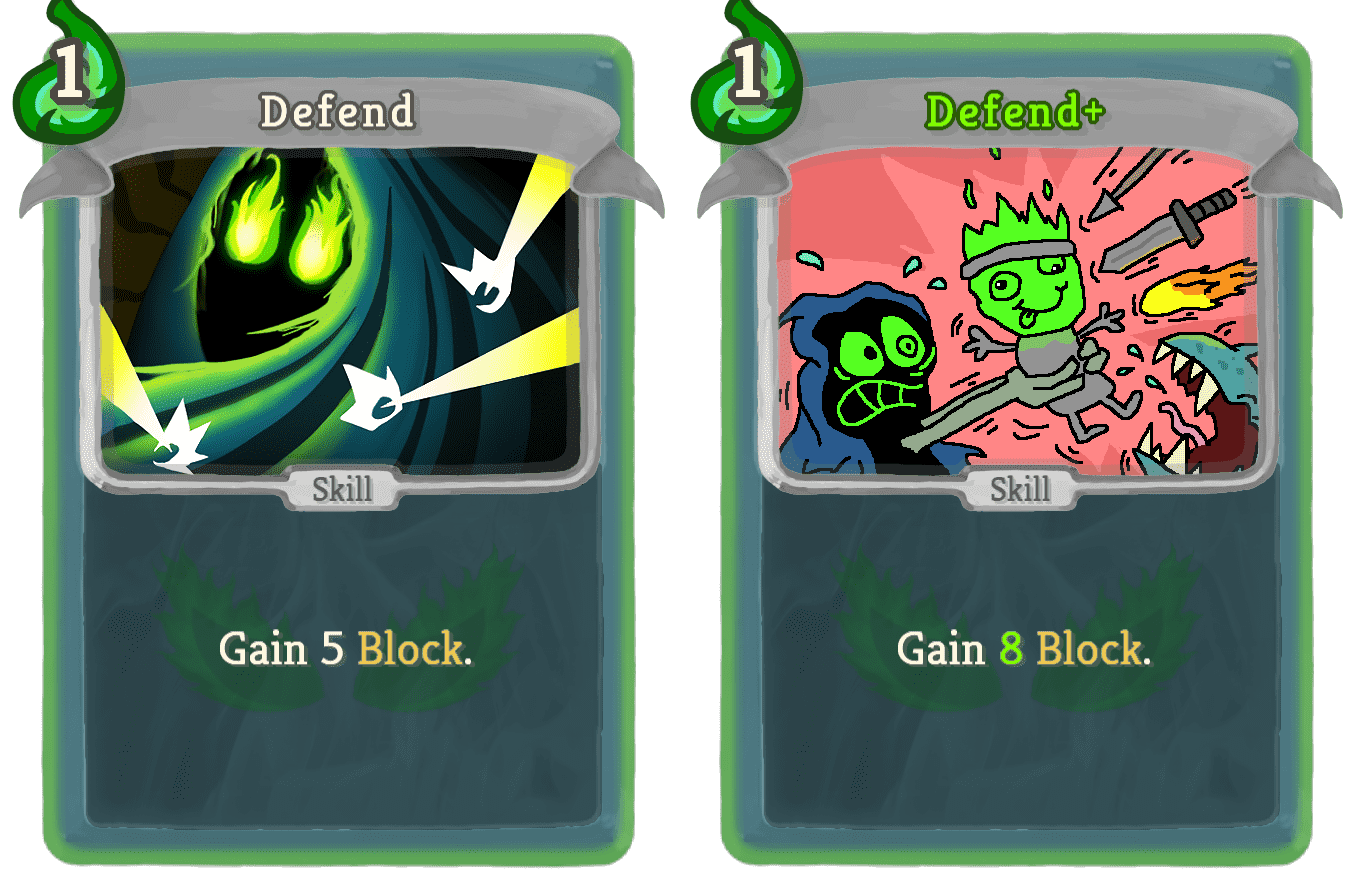 1
Defend
Skill
Gain 5 Block.
1
Defend+
Skill
Gain 8 Block.